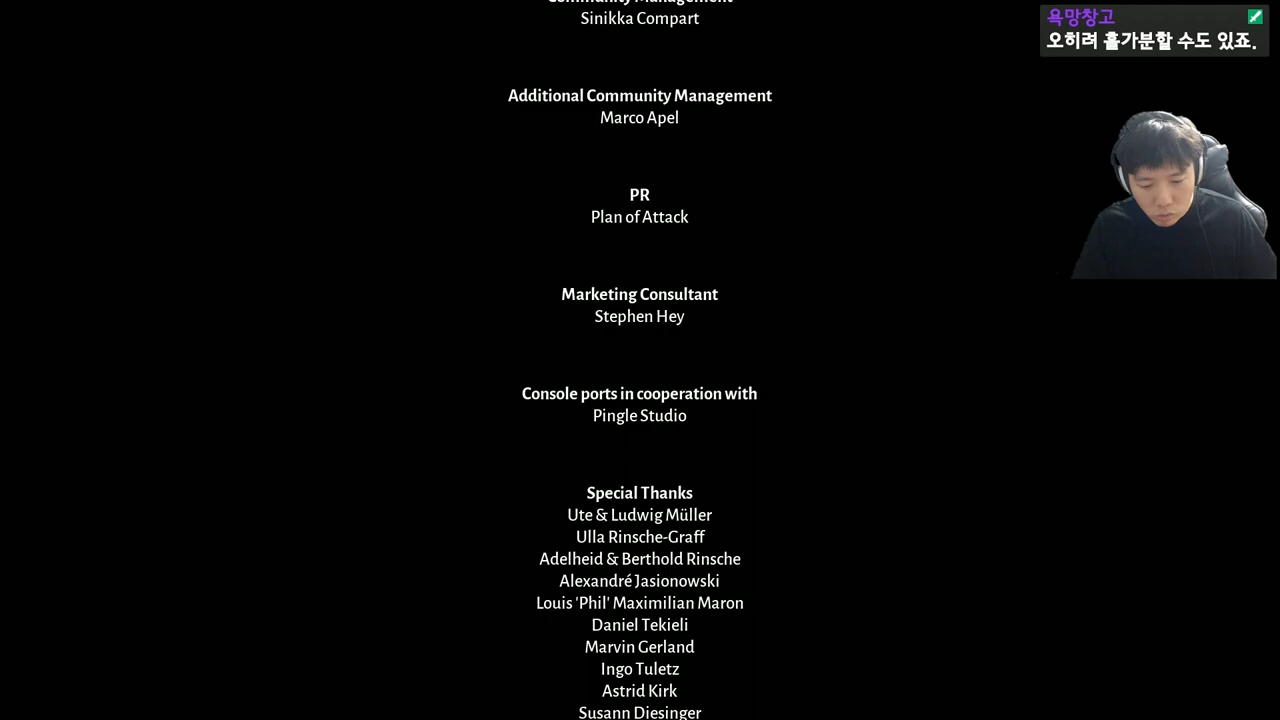 Community Management
Sinikka Compart
Additional Community Management
Marco Apel
PR
Plan of Attack
Marketing Consultant
Stephen Hey
Console ports in cooperation with
Pingle Studio
Special Thanks
Ute & Ludwig Müller
Ulla Rinsche-Graff
Adelheid & Berthold Rinsche
Alexandré Jasionowski
Louis 'Phil' Maximilian Maron
Daniel Tekieli
Marvin Gerland
Ingo Tuletz
Astrid Kirk
Susann Diesinger
욕망창고
오히려 홀가분할 수도 있죠.